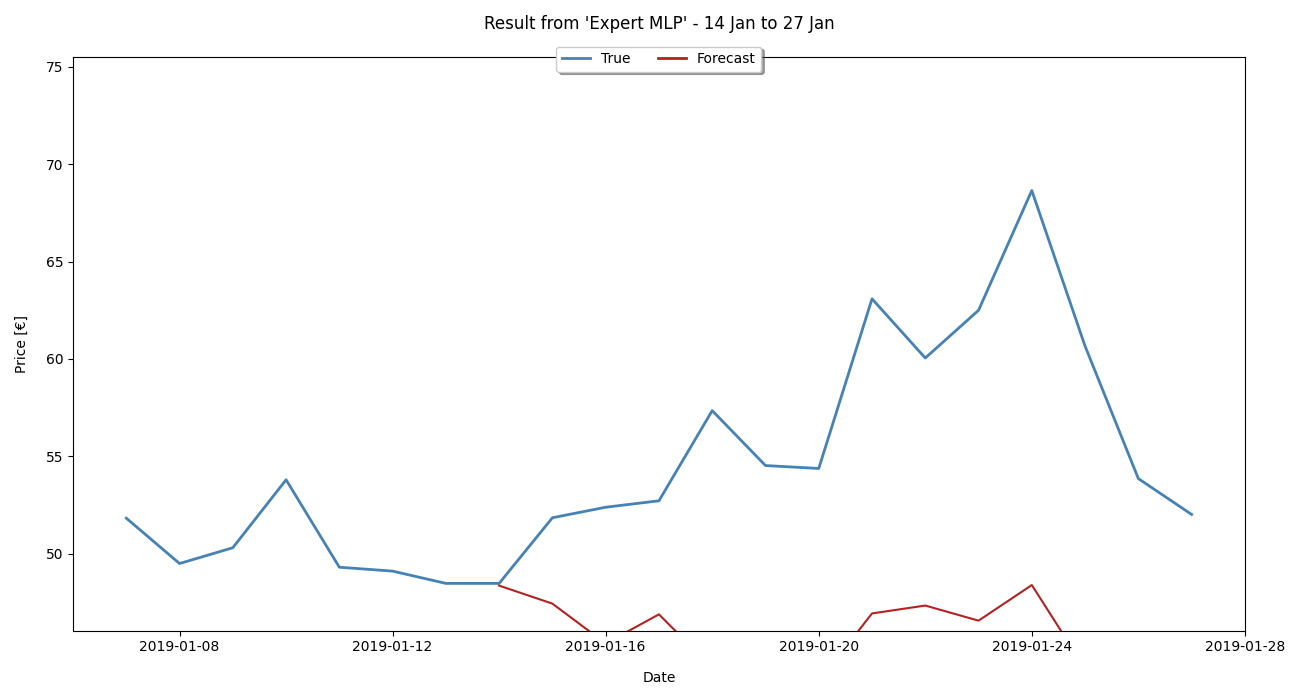 Result from 'Expert MLP' - 14 Jan to 27 Jan
True Forecast
75
70
65
60
55
50
Price [€]
2019-01-08 2019-01-12 2019-01-16 2019-01-20 2019-01-24 2019-01-28
Date